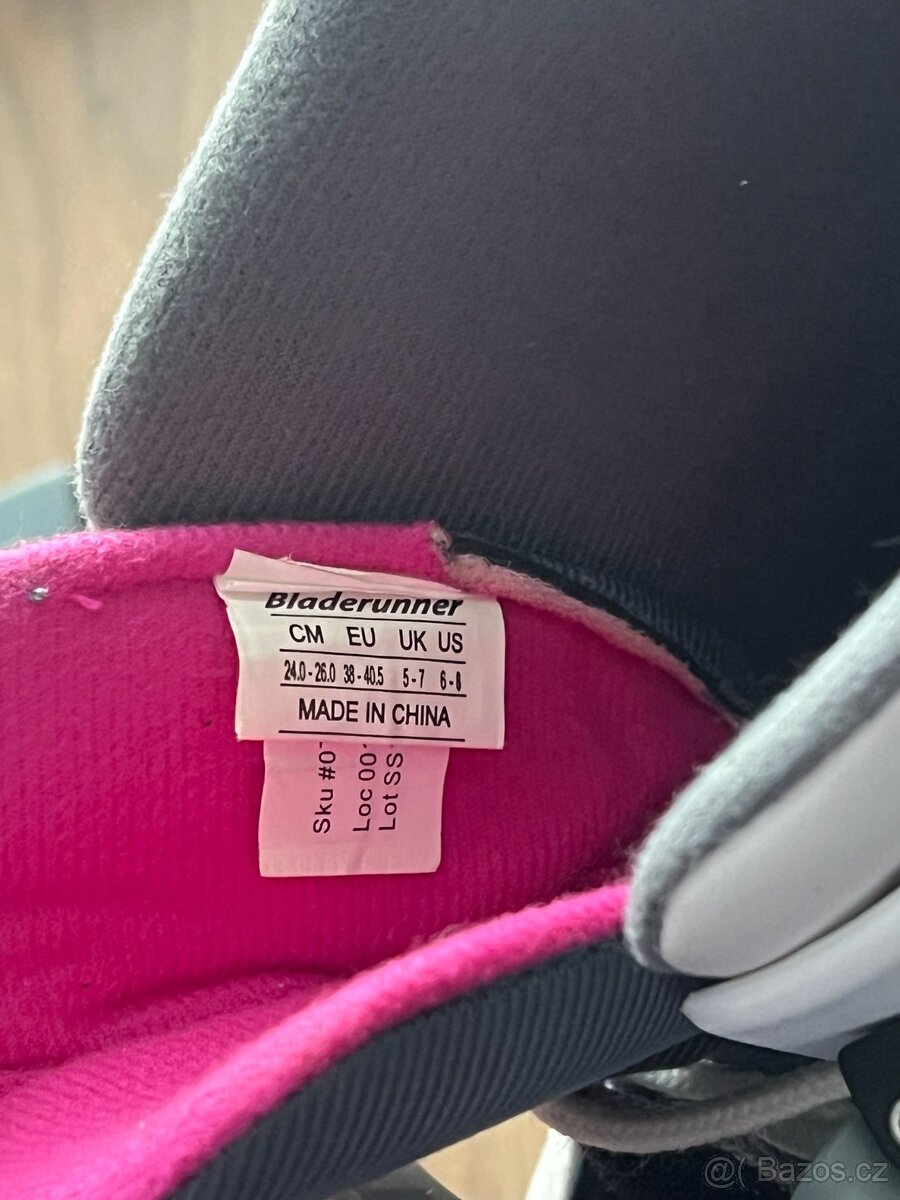 Bladerunner
CM EU UK US
24.0-26.0 38-40.5 5-7 6-8
MADE IN CHINA
Sku #0
Loc 00
Lot SS
@( Bazos.cz